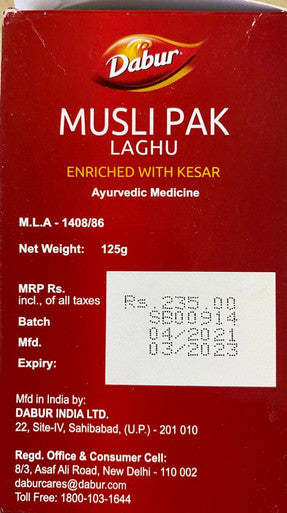 Dabur
MUSLI PAK
LAGHU
ENRICHED WITH KESAR
Ayurvedic Medicine
M.L.A - 1408/86
Net Weight: 125g
MRP Rs.
incl., of all taxes Rs.235.00
Batch SB00914
Mfd. 04/2021
Expiry: 03/2023
Mfd in India by:
DABUR INDIA LTD.
22, Site-IV, Sahibabad, (U.P.) - 201 010
Regd. Office & Consumer Cell:
8/3, Asaf Ali Road, New Delhi - 110 002
daburcares@dabur.com
Toll Free: 1800-103-1644